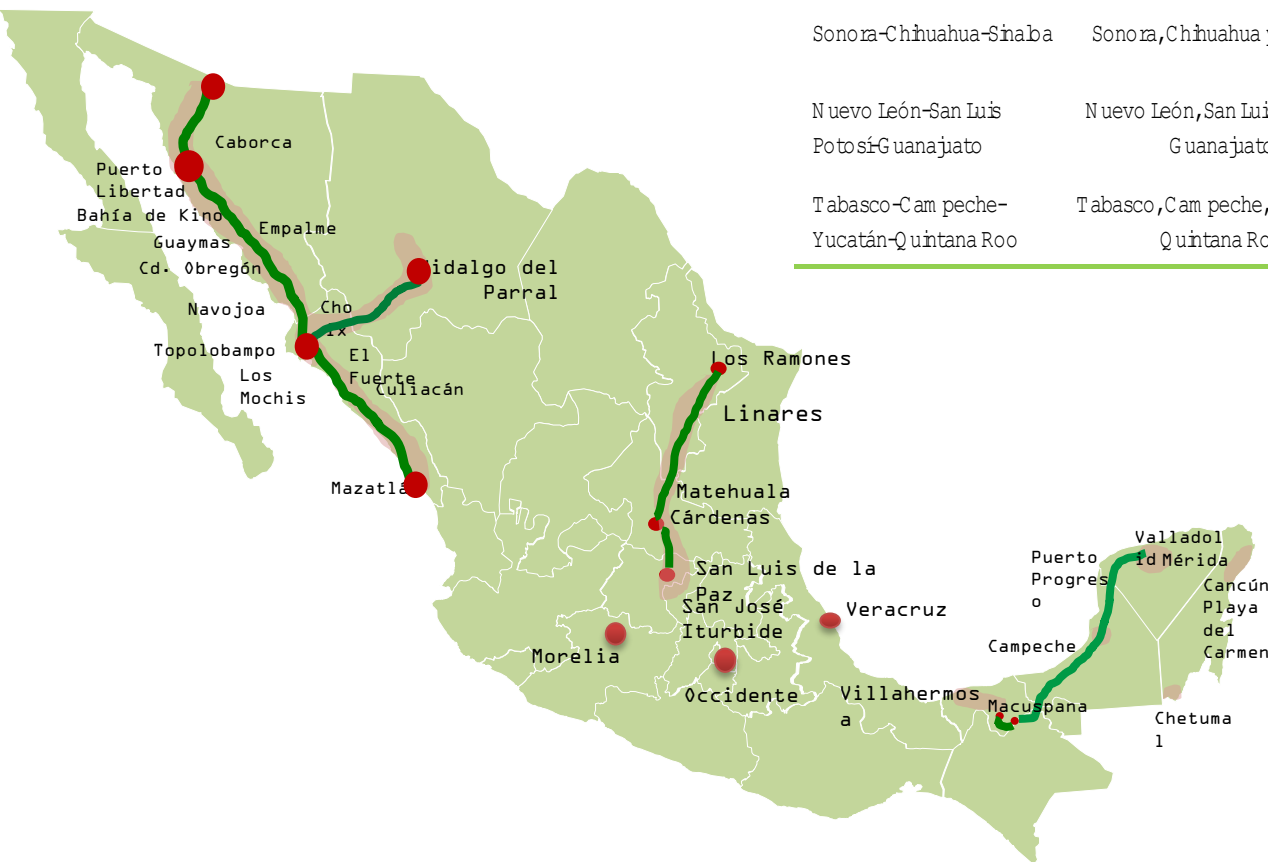 Sonora-Chihuahua-Sinaloa
Sonora, Chihuahua y
Nuevo León-San Luis
Potosí-Guanajuato
Nuevo León, San Lui
Guanajuato
Tabasco-Campeche-
Yucatán-Quintana Roo
Tabasco, Campeche,
Quintana Ro
Caborca
Puerto
Libertad
Bahía de Kino
Empalme
Guaymas
Cd. Obregón
Hidalgo del
Parral
Navojoa
Cho
ix
Topolobampo
El
Fuerte
Los
Mochis
Culiacán
Mazatlá
Los Ramones
Linares
Matehuala
Cárdenas
San Luis de la
Paz
San José
Iturbide
Veracruz
Morelia
Occidente
Villahermos
a
Macuspana
Campeche
Puerto
Progres
o
Valladol
id
Mérida
Cancún
Playa
del
Carmen
Chetuma
l